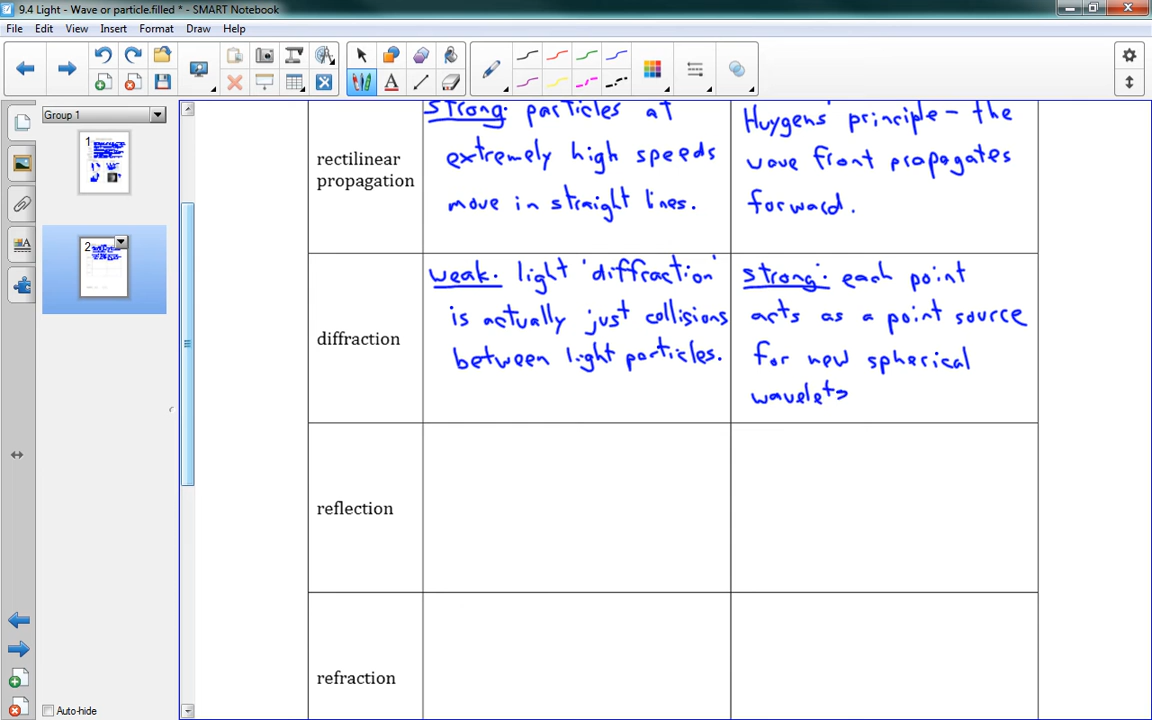 9.4 Light - Wave or particle.filled * - SMART Notebook
File Edit View Insert Format Draw Help
Group 1
1
2
rectilinear
propagation
strong: particles at
extremely high speeds
move in straight lines.
Huygens' principle - the
wave front propagates
forward.
diffraction
weak. light 'diffraction'
is actually just collisions
between light particles.
strong: each point
acts as a point source
for new spherical
wavelets
reflection
refraction
Auto-hide